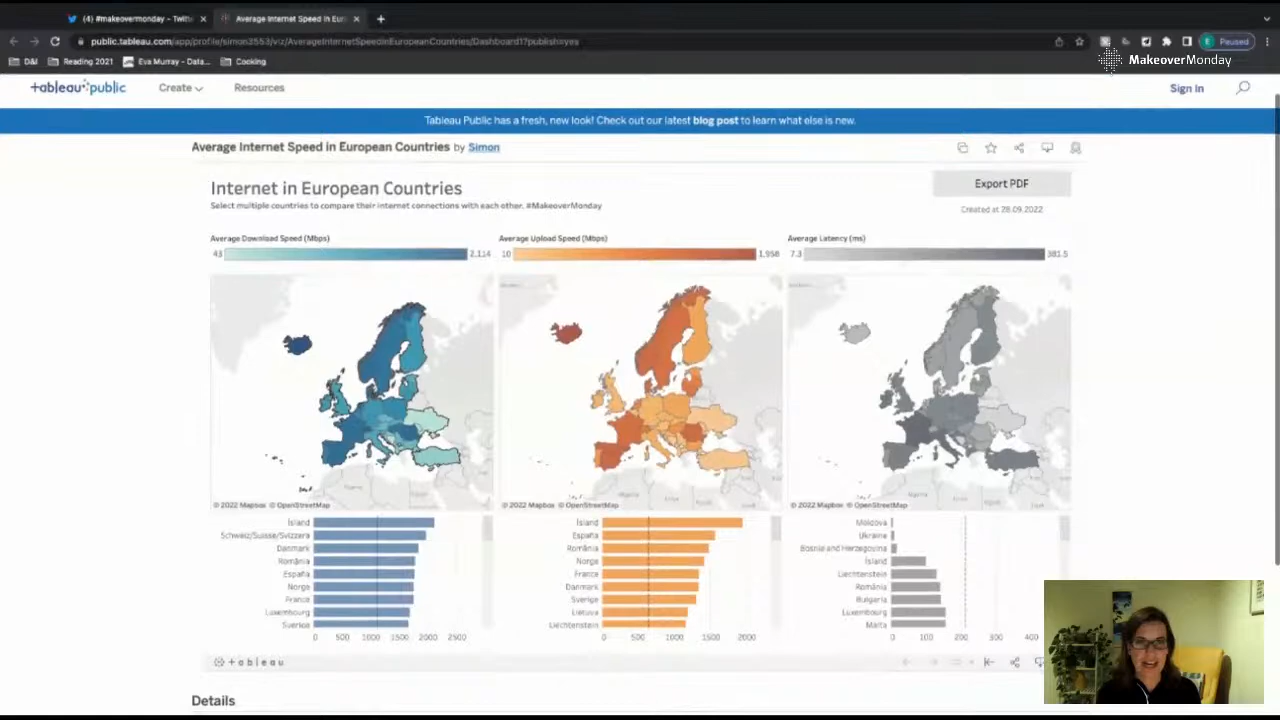 (4) #makeovermonday - Twitt
Average Internet Speed in Eur
public.tableau.com/app/profile/simon3553/viz/AverageInternetSpeedinEuropeanCountries/Dashboard1?publish=yes
Paused
D&I
Reading 2021
Eva Murray - Data...
Cooking
MakeoverMonday
+ableau public
Create
Resources
Sign In
Tableau Public has a fresh, new look! Check out our latest blog post to learn what else is new.
Average Internet Speed in European Countries by Simon
Internet in European Countries
Export PDF
Select multiple countries to compare their internet connections with each other. #MakeoverMonday
Created at 28.09.2022
Average Download Speed (Mbps)
43
2,114
Average Upload Speed (Mbps)
10
1,958
Average Latency (ms)
7.3
381.5
© 2022 Mapbox © OpenStreetMap
© 2022 Mapbox © OpenStreetMap
© 2022 Mapbox © OpenStreetMap
Ísland
Schweiz/Suisse/Svizzera
Danmark
România
España
Norge
France
Luxembourg
Sverige
0 500 1000 1500 2000 2500
Ísland
España
România
Norge
France
Danmark
Sverige
Lietuva
Liechtenstein
0 500 1000 1500 2000
Moldova
Ukraine
Bosnia and Herzegovina
Ísland
Liechtenstein
România
Bulgaria
Luxembourg
Malta
0 100 200 300 400
+ableau
Details